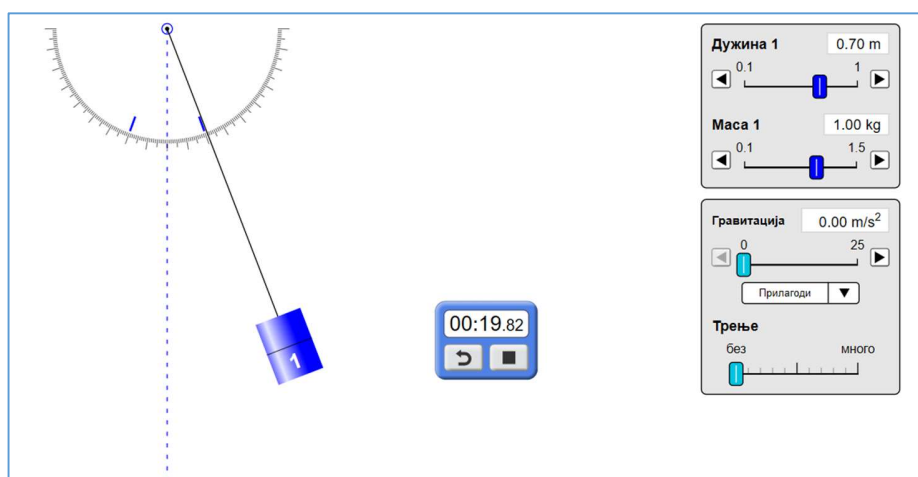 Дужина 1 0.70 m
0.1 1
Маса 1 1.00 kg
0.1 1.5
Гравитација 0.00 m/s²
0 25
Прилагоди
Трење
без много
00:19.82
1